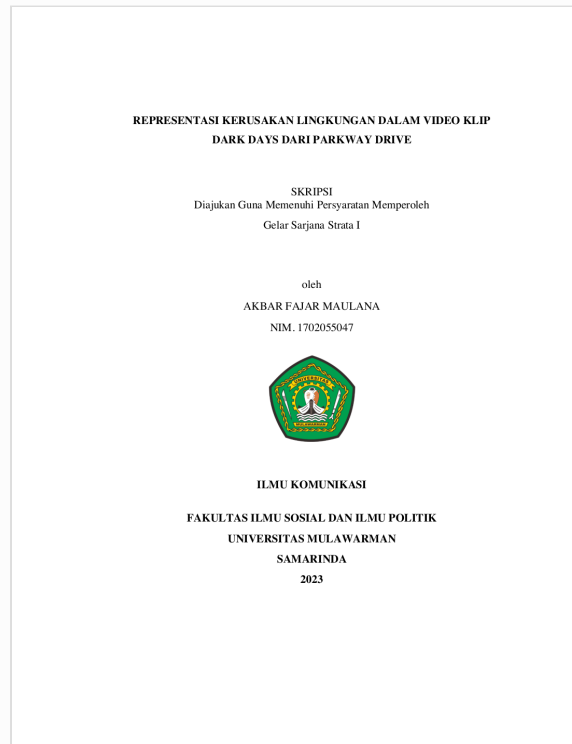 REPRESENTASI KERUSAKAN LINGKUNGAN DALAM VIDEO KLIP
DARK DAYS DARI PARKWAY DRIVE
SKRIPSI
Diajukan Guna Memenuhi Persyaratan Memperoleh
Gelar Sarjana Strata I
oleh
AKBAR FAJAR MAULANA
NIM. 1702055047
UNIVERSITAS
MULAWARMAN
ILMU KOMUNIKASI
FAKULTAS ILMU SOSIAL DAN ILMU POLITIK
UNIVERSITAS MULAWARMAN
SAMARINDA
2023